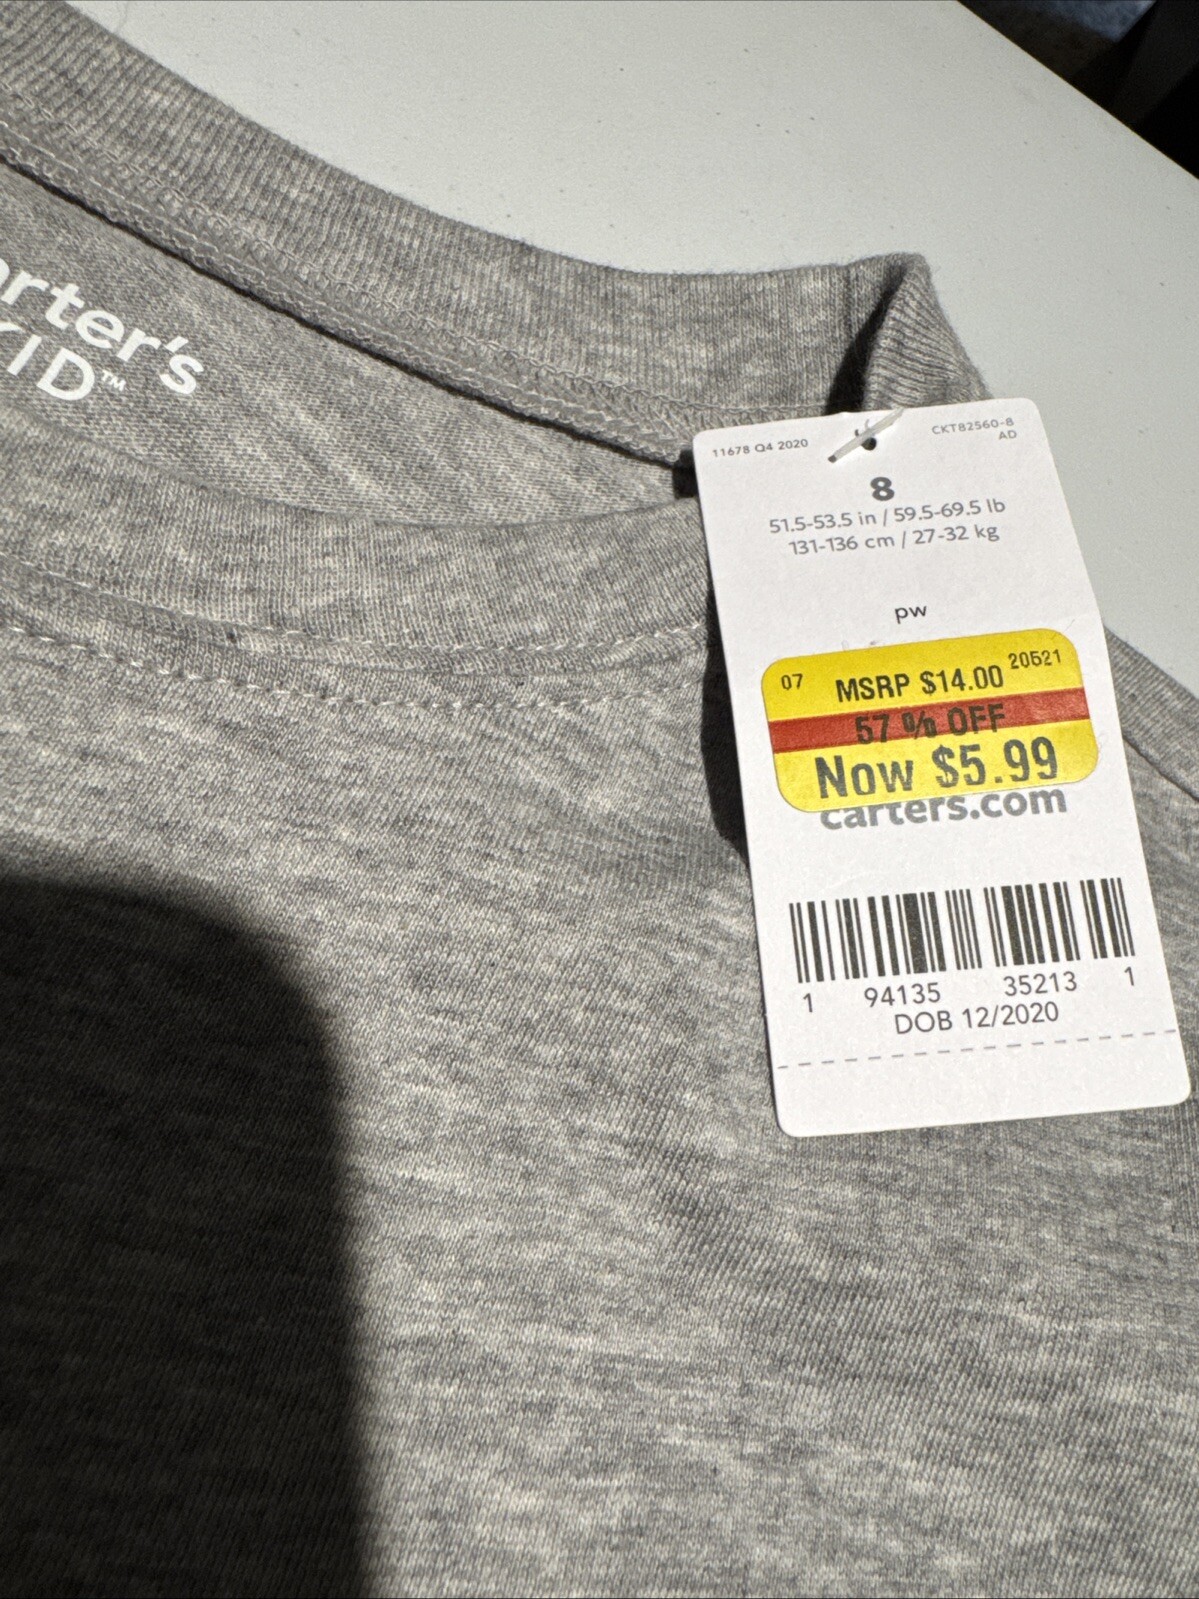 arter's
KID™
11678 Q4 2020
CKT82560-8
AD
8
51.5-53.5 in / 59.5-69.5 lb
131-136 cm / 27-32 kg
pw
07 MSRP $14.00 20521
57 % OFF
Now $5.99
carters.com
1 94135 35213 1
DOB 12/2020